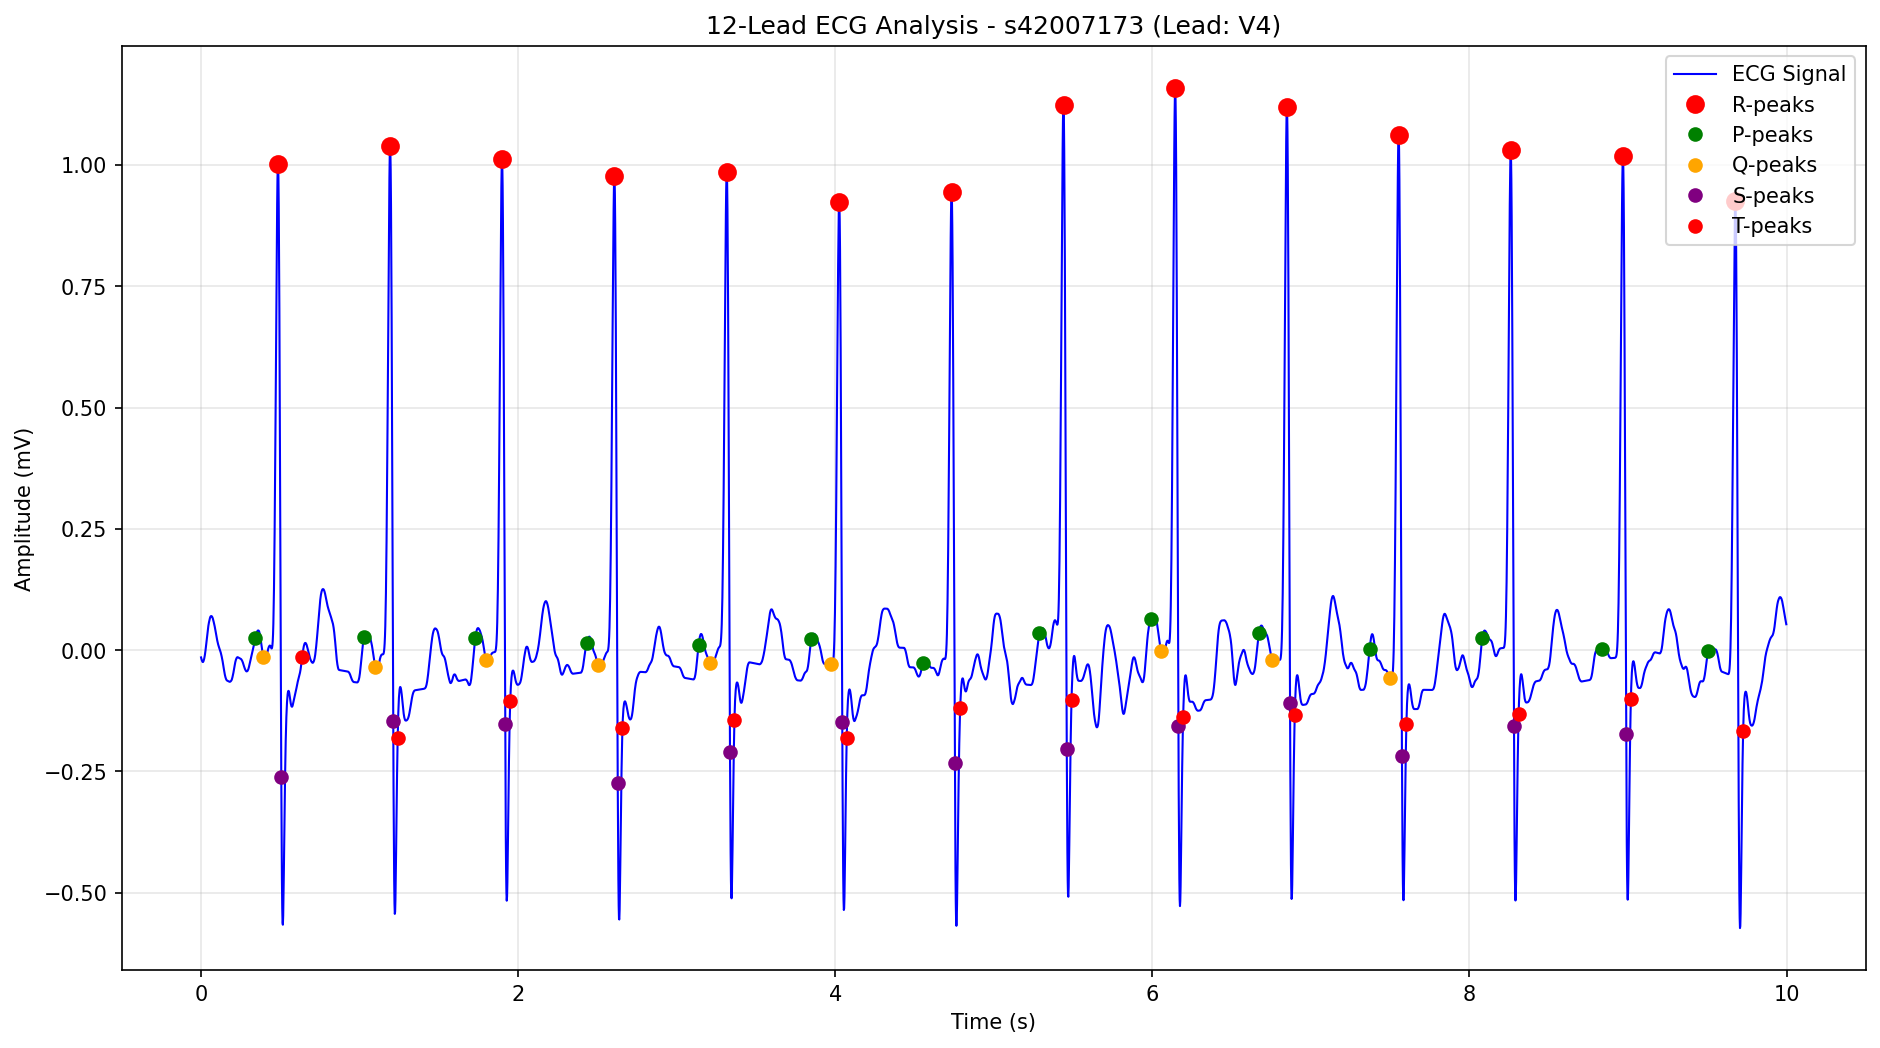 12-Lead ECG Analysis - s42007173 (Lead: V4)
ECG Signal
R-peaks
P-peaks
Q-peaks
S-peaks
T-peaks
1.00
0.75
0.50
0.25
0.00
−0.25
−0.50
Amplitude (mV)
0 2 4 6 8 10
Time (s)